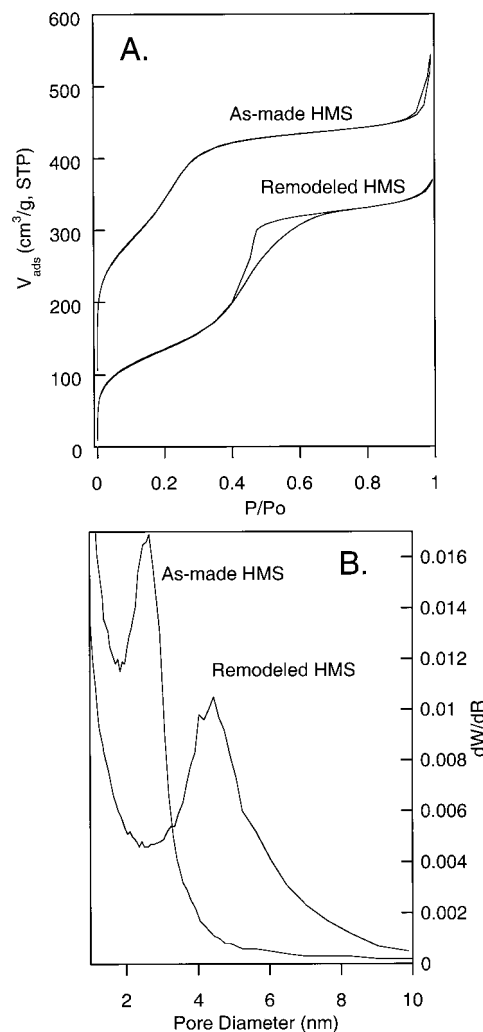 A.
600
500
400
300
200
100
0
V_ads (cm³/g, STP)
As-made HMS
Remodeled HMS
0 0.2 0.4 0.6 0.8 1
P/Po
B.
As-made HMS
Remodeled HMS
0.016
0.014
0.012
0.01
0.008
0.006
0.004
0.002
0
dW/dR
2 4 6 8 10
Pore Diameter (nm)